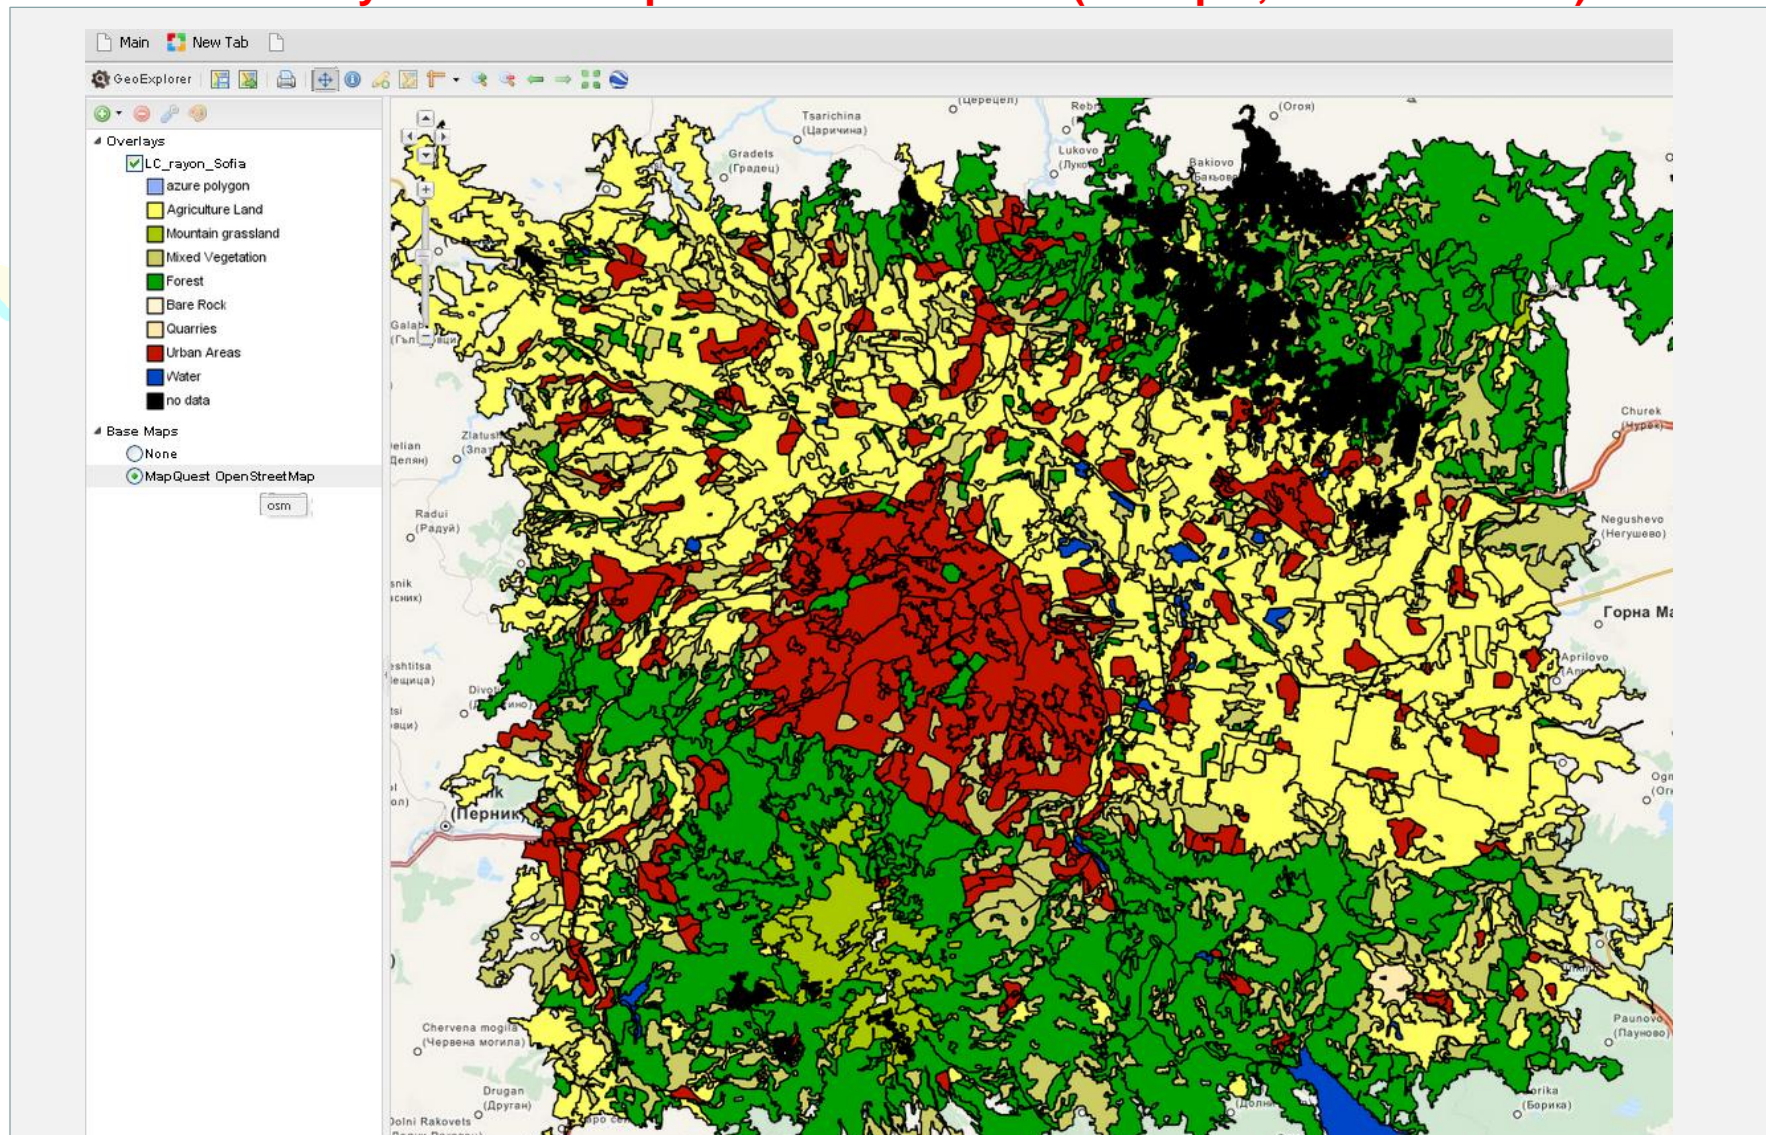 Main New Tab
GeoExplorer
Overlays
LC_rayon_Sofia
azure polygon
Agriculture Land
Mountain grassland
Mixed Vegetation
Forest
Bare Rock
Quarries
Urban Areas
Water
no data
Base Maps
None
MapQuest OpenStreetMap
osm
Tsarichina
(Царичина)
(Огоя)
Gradets
(Градец)
Lukovo
Bakiovo
Churek
(Чурек)
Radui
(Радуй)
Negushevo
(Негушево)
Горна
Aprilovo
(Перник)
Chervena mogila
(Червена могила)
Paunovo
(Пауново)
Drugan
(Друган)
(Борика)
Dolni Rakovets